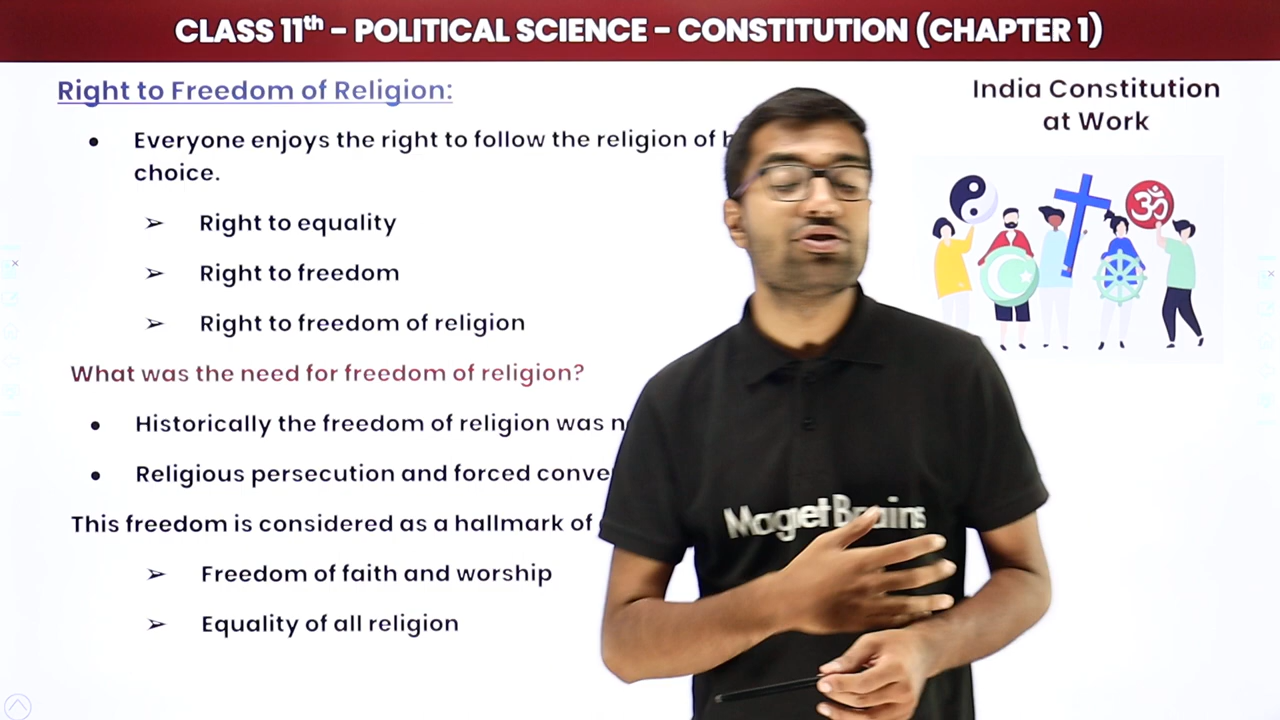 CLASS 11th - POLITICAL SCIENCE - CONSTITUTION (CHAPTER 1)
Right to Freedom of Religion:
• Everyone enjoys the right to follow the religion of
choice.
➢ Right to equality
➢ Right to freedom
➢ Right to freedom of religion
What was the need for freedom of religion?
• Historically the freedom of religion was
• Religious persecution and forced
This freedom is considered as a hallmark of
➢ Freedom of faith and worship
➢ Equality of all religion
India Constitution
at Work
ॐ
Magnet Brains